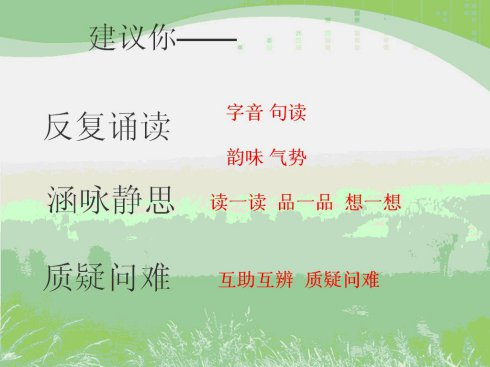 建议你——
反复诵读
字音 句读
韵味 气势
涵咏静思 读一读 品一品 想一想
质疑问难 互助互辨 质疑问难